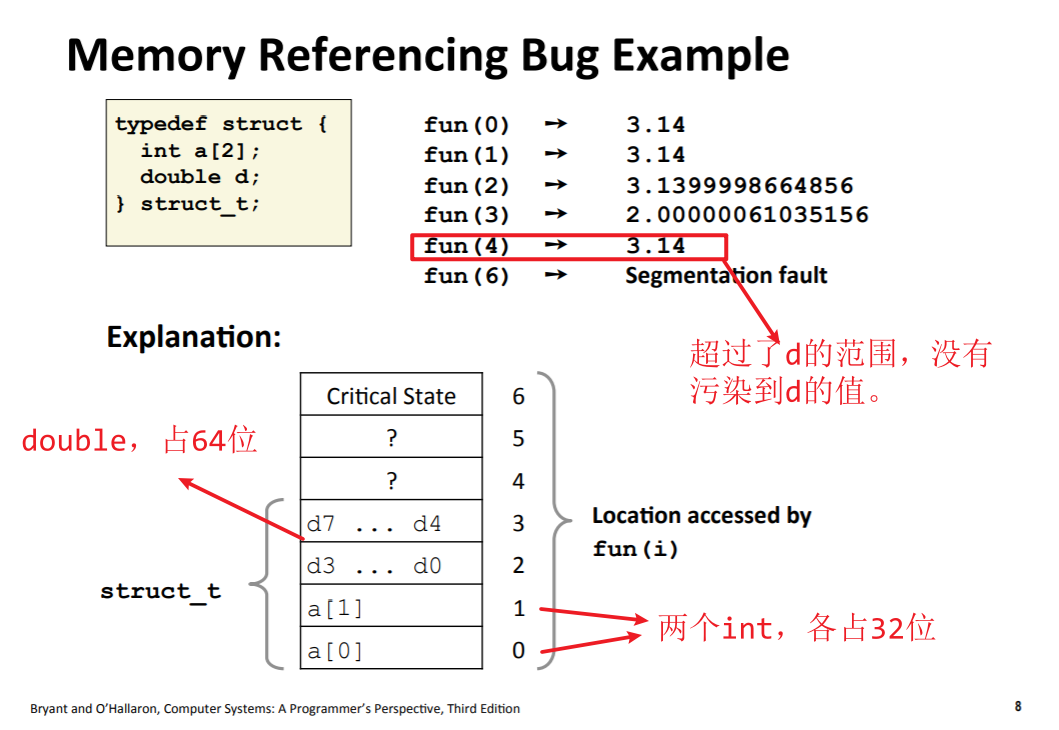 Memory Referencing Bug Example
typedef struct {
int a[2];
double d;
} struct_t;
fun(0) → 3.14
fun(1) → 3.14
fun(2) → 3.1399998664856
fun(3) → 2.00000061035156
fun(4) → 3.14
fun(6) → Segmentation fault
超过了d的范围，没有
污染到d的值。
Explanation:
double，占64位
Critical State 6
? 5
? 4
d7 ... d4 3
d3 ... d0 2
a[1] 1
a[0] 0
struct_t
Location accessed by
fun(i)
两个int，各占32位
Bryant and O’Hallaron, Computer Systems: A Programmer’s Perspective, Third Edition
8